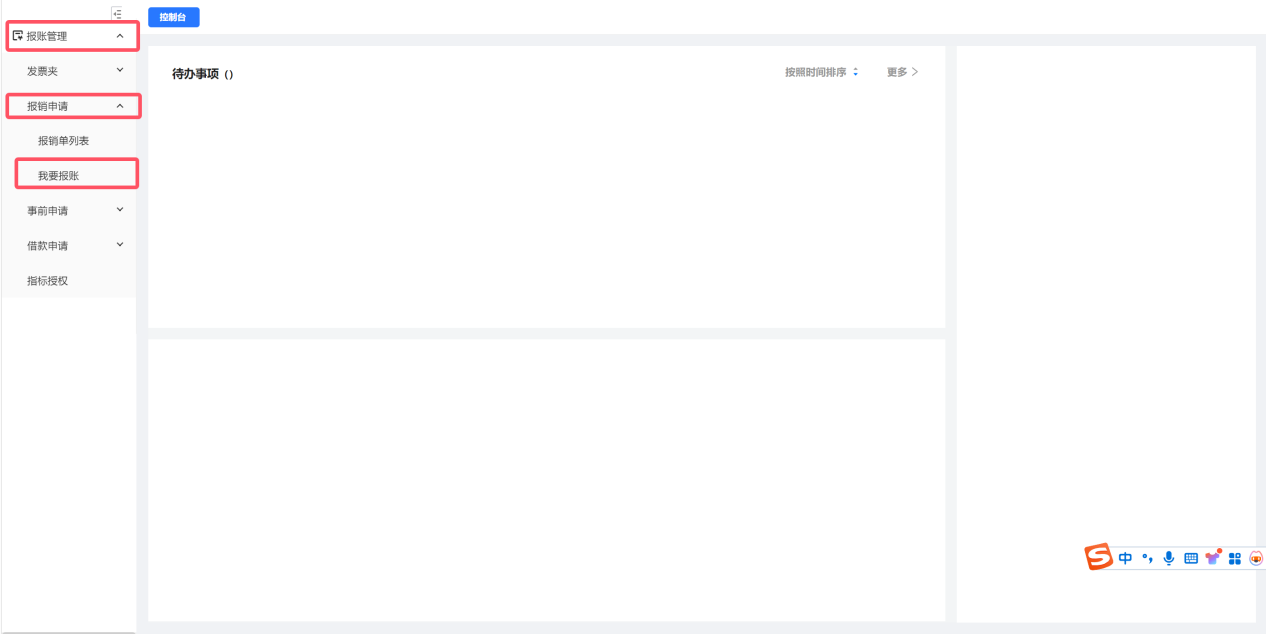 控制台
报账管理
发票夹
报销申请
报销单列表
我要报账
事前申请
借款申请
指标授权
待办事项 ()
按照时间排序
更多
S 中